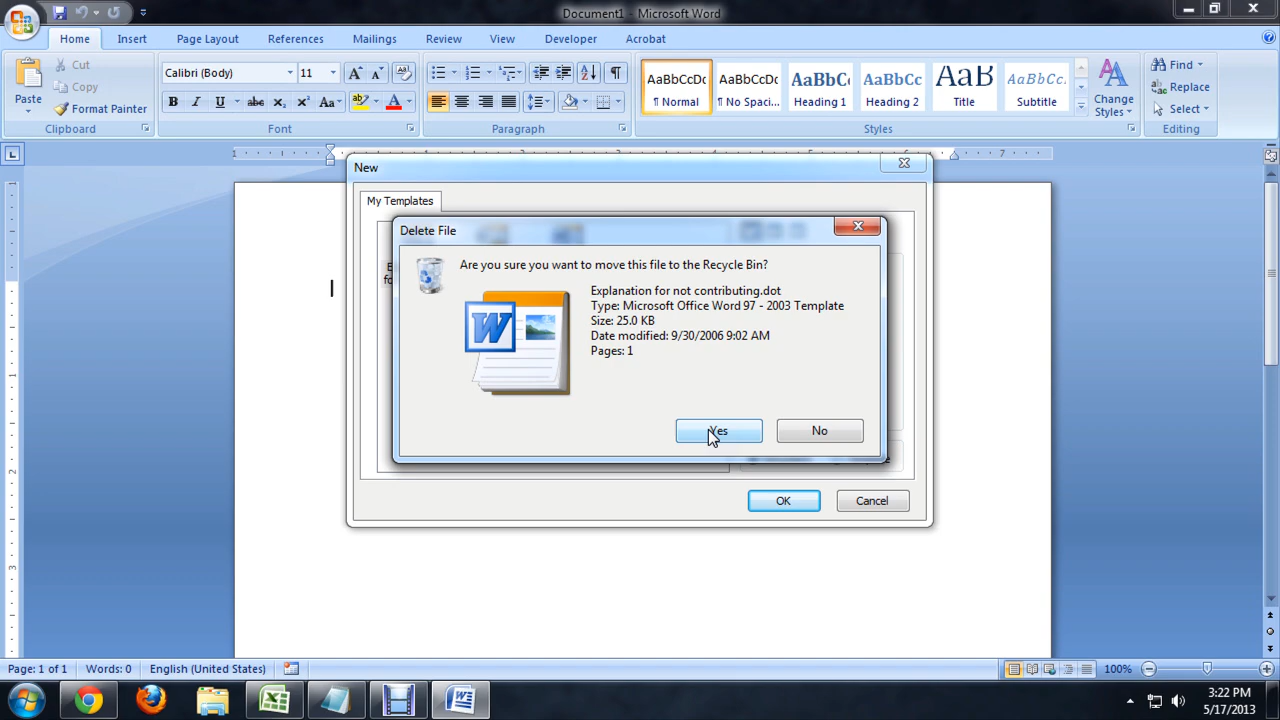 Document1 - Microsoft Word
Home Insert Page Layout References Mailings Review View Developer Acrobat
Cut
Copy
Format Painter
Paste
Clipboard
Calibri (Body) 11
Font
Paragraph
AaBbCcDc AaBbCcDc AaBbCc AaBbCc AaB AaBbCc.
¶ Normal ¶ No Spaci... Heading 1 Heading 2 Title Subtitle
Change Styles
Styles
Find
Replace
Select
Editing
New
My Templates
Delete File
Are you sure you want to move this file to the Recycle Bin?
Explanation for not contributing.dot
Type: Microsoft Office Word 97 - 2003 Template
Size: 25.0 KB
Date modified: 9/30/2006 9:02 AM
Pages: 1
Yes No
OK Cancel
Page: 1 of 1 Words: 0 English (United States) 100%
3:22 PM
5/17/2013